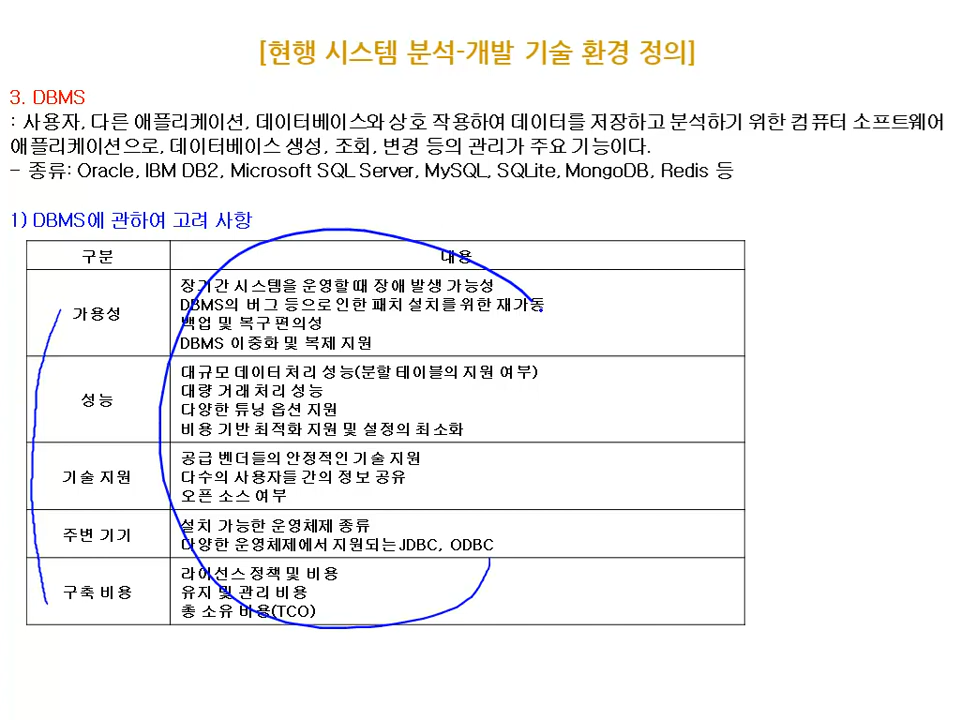 [현행 시스템 분석-개발 기술 환경 정의]
3. DBMS
: 사용자, 다른 애플리케이션, 데이터베이스와 상호 작용하여 데이터를 저장하고 분석하기 위한 컴퓨터 소프트웨어
애플리케이션으로, 데이터베이스 생성, 조회, 변경 등의 관리가 주요 기능이다.
- 종류: Oracle, IBM DB2, Microsoft SQL Server, MySQL, SQLite, MongoDB, Redis 등
1) DBMS에 관하여 고려 사항
구분 내용
가용성
장기간 시스템을 운영할 때 장애 발생 가능성
DBMS의 버그 등으로 인한 패치 설치를 위한 재가동
백업 및 복구 편의성
DBMS 이중화 및 복제 지원
성능
대규모 데이터 처리 성능(분할 테이블의 지원 여부)
대량 거래 처리 성능
다양한 튜닝 옵션 지원
비용 기반 최적화 지원 및 설정의 최소화
기술 지원
공급 벤더들의 안정적인 기술 지원
다수의 사용자들 간의 정보 공유
오픈 소스 여부
주변 기기
설치 가능한 운영체제 종류
다양한 운영체제에서 지원되는 JDBC, ODBC
구축 비용
라이선스 정책 및 비용
유지 및 관리 비용
총 소유 비용(TCO)